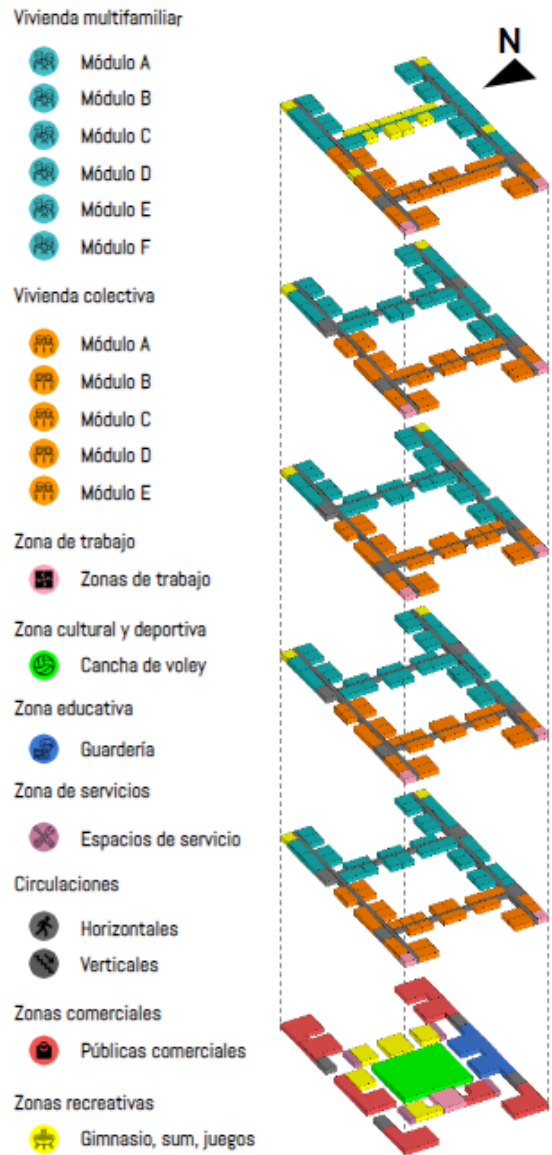 Vivienda multifamiliar
N
Módulo A
Módulo B
Módulo C
Módulo D
Módulo E
Módulo F
Vivienda colectiva
Módulo A
Módulo B
Módulo C
Módulo D
Módulo E
Zona de trabajo
Zonas de trabajo
Zona cultural y deportiva
Cancha de voley
Zona educativa
Guardería
Zona de servicios
Espacios de servicio
Circulaciones
Horizontales
Verticales
Zonas comerciales
Públicas comerciales
Zonas recreativas
Gimnasio, sum, juegos